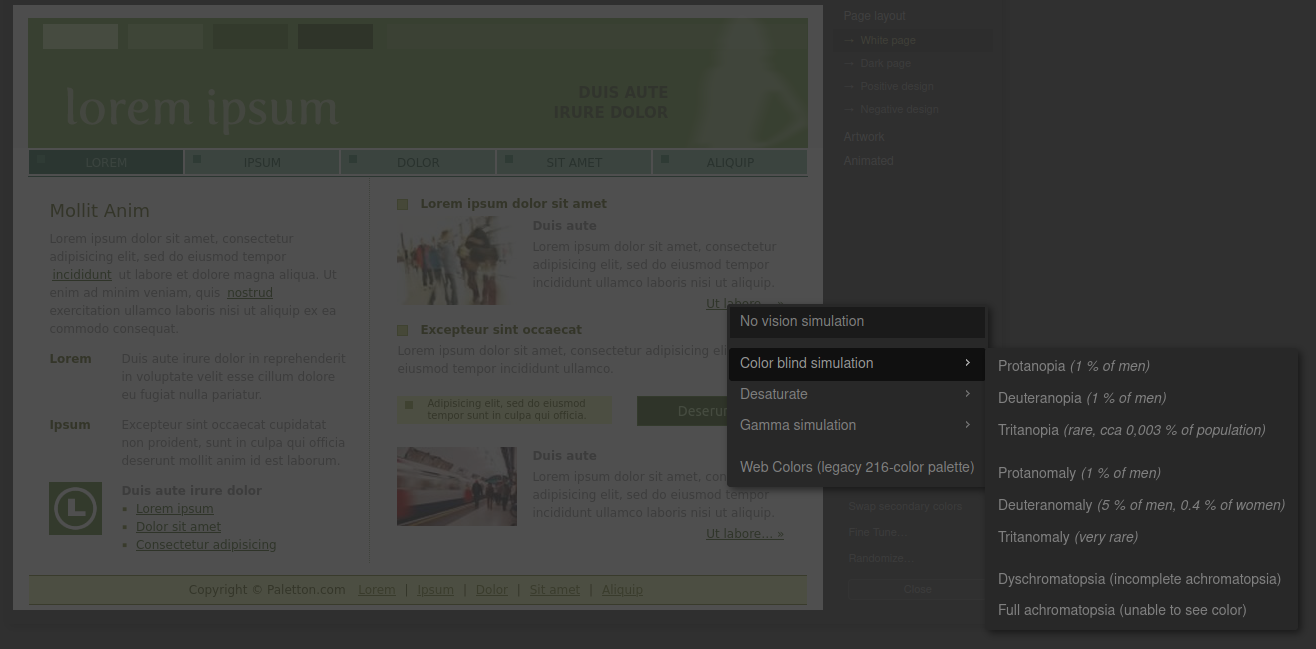 lorem ipsum
DUIS AUTE
IRURE DOLOR
LOREM
IPSUM
DOLOR
SIT AMET
ALIQUIP
Mollit Anim
Lorem ipsum dolor sit amet, consectetur
adipisicing elit, sed do eiusmod tempor
incididunt ut labore et dolore magna aliqua. Ut
enim ad minim veniam, quis nostrud
exercitation ullamco laboris nisi ut aliquip ex ea
commodo consequat.
Lorem
Duis aute irure dolor in reprehenderit
in voluptate velit esse cillum dolore
eu fugiat nulla pariatur.
Ipsum
Excepteur sint occaecat cupidatat
non proident, sunt in culpa qui officia
deserunt mollit anim id est laborum.
Duis aute irure dolor
• Lorem ipsum
• Dolor sit amet
• Consectetur adipisicing
Lorem ipsum dolor sit amet
Duis aute
Lorem ipsum dolor sit amet, consectetur
adipisicing elit, sed do eiusmod tempor
incididunt ut ullamco laboris nisi ut aliquip.
Ut labore... »
Excepteur sint occaecat
Lorem ipsum dolor sit amet, consectetur adipisicing eli
eiusmod tempor incididunt ullamco.
Adipisicing elit, sed do eiusmod
tempor sunt in culpa qui officia.
Deserun
Duis aute
Lorem ipsum dolor sit amet, consectetur
adipisicing elit, sed do eiusmod tempor
incididunt ut ullamco laboris nisi ut aliquip.
Ut labore... »
Copyright © Paletton.com Lorem | Ipsum | Dolor | Sit amet | Aliquip
Page layout
→ White page
→ Dark page
→ Positive design
→ Negative design
Artwork
Animated
No vision simulation
Color blind simulation ›
Desaturate ›
Gamma simulation ›
Web Colors (legacy 216-color palette)
Protanopia (1 % of men)
Deuteranopia (1 % of men)
Tritanopia (rare, cca 0,003 % of population)
Protanomaly (1 % of men)
Deuteranomaly (5 % of men, 0.4 % of women)
Tritanomaly (very rare)
Dyschromatopsia (incomplete achromatopsia)
Full achromatopsia (unable to see color)
Swap secondary colors
Fine Tune...
Randomize...
Close